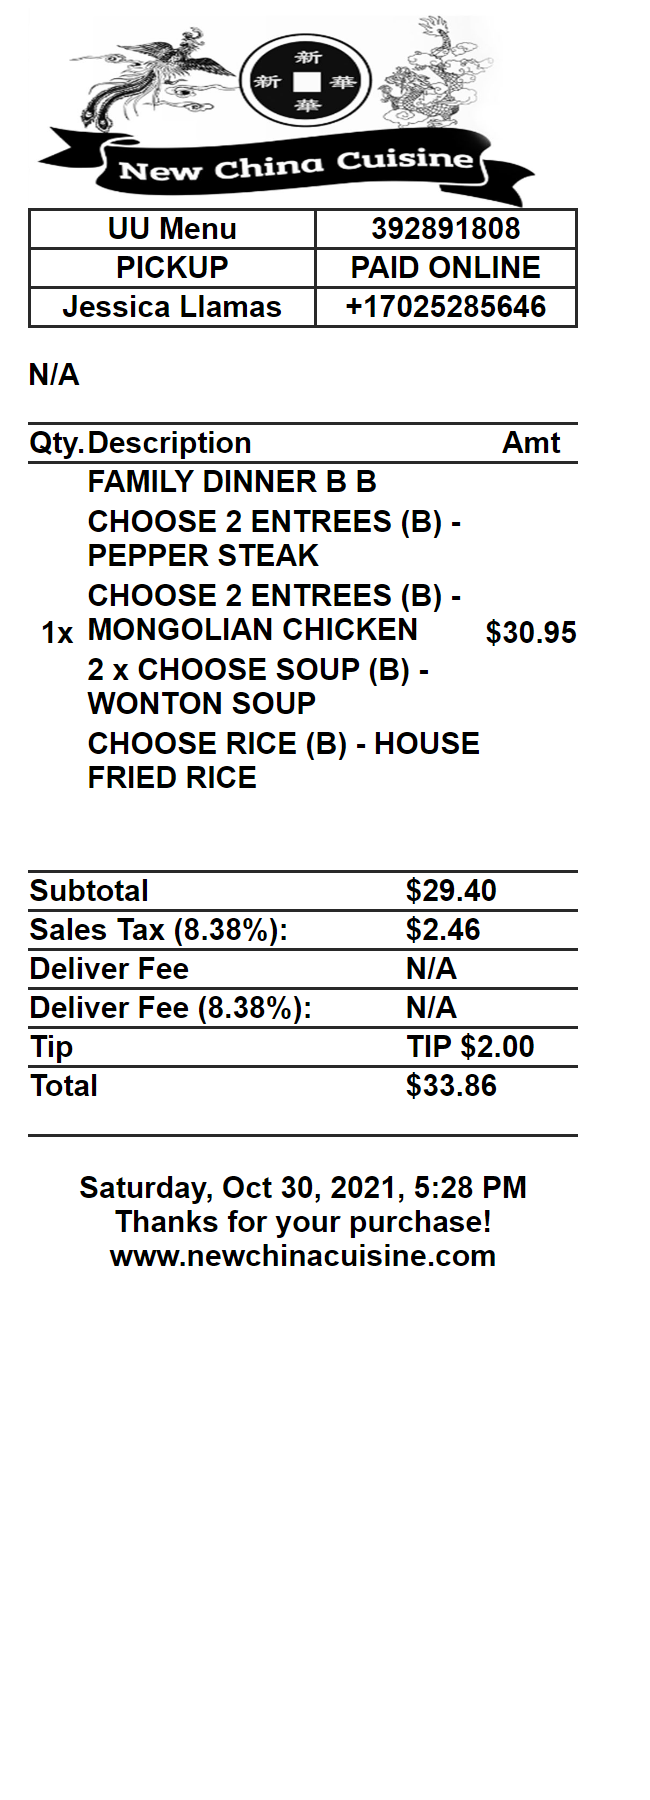 新
新 華
華
New China Cuisine
UU Menu 392891808
PICKUP PAID ONLINE
Jessica Llamas +17025285646
N/A
Qty. Description Amt
FAMILY DINNER B B
CHOOSE 2 ENTREES (B) -
PEPPER STEAK
CHOOSE 2 ENTREES (B) -
1x MONGOLIAN CHICKEN $30.95
2 x CHOOSE SOUP (B) -
WONTON SOUP
CHOOSE RICE (B) - HOUSE
FRIED RICE
Subtotal $29.40
Sales Tax (8.38%): $2.46
Deliver Fee N/A
Deliver Fee (8.38%): N/A
Tip TIP $2.00
Total $33.86
Saturday, Oct 30, 2021, 5:28 PM
Thanks for your purchase!
www.newchinacuisine.com